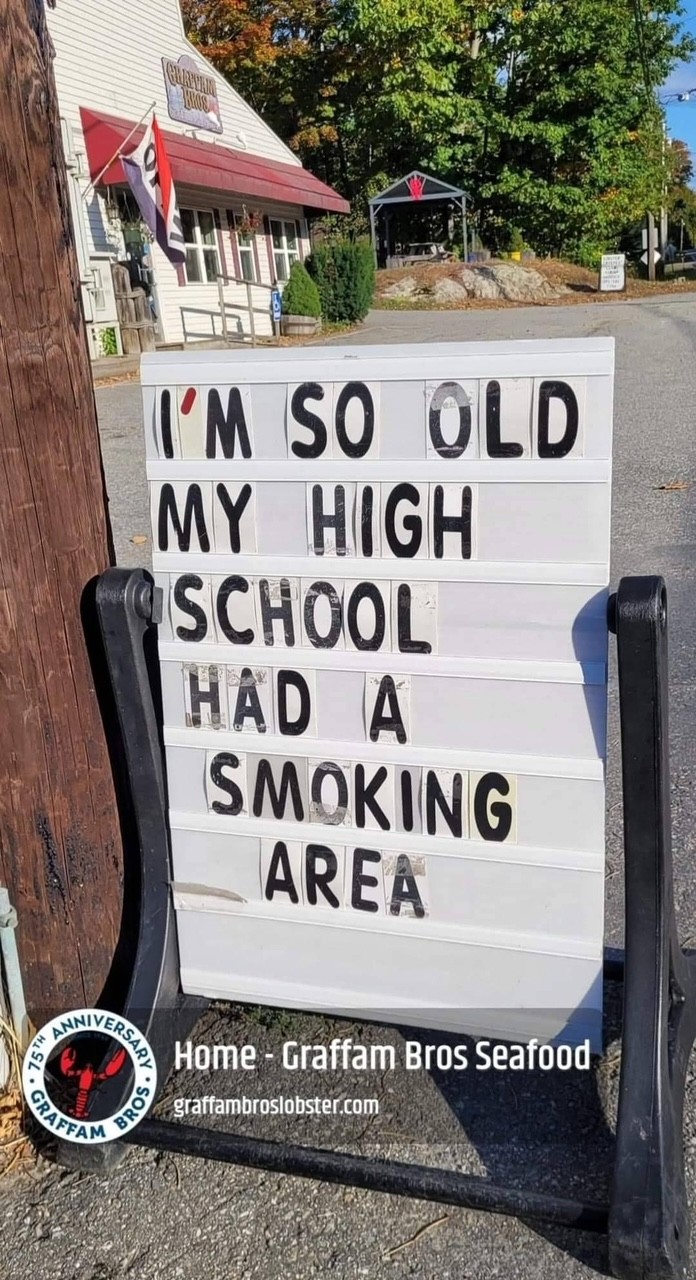 GRAFFAM
BROS
I'M SO OLD
MY HIGH
SCHOOL
HAD A
SMOKING
AREA
75TH ANNIVERSARY
GRAFFAM BROS
Home - Graffam Bros Seafood
graffambroslobster.com